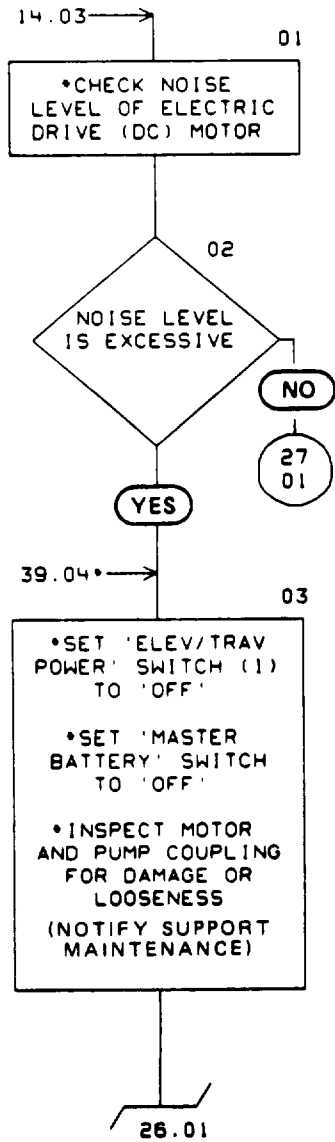 14.03
01
•CHECK NOISE
LEVEL OF ELECTRIC
DRIVE (DC) MOTOR
02
NOISE LEVEL
IS EXCESSIVE
NO
27
01
YES
39.04•
03
•SET 'ELEV/TRAV
POWER' SWITCH (1)
TO 'OFF'
•SET 'MASTER
BATTERY' SWITCH
TO 'OFF'
•INSPECT MOTOR
AND PUMP COUPLING
FOR DAMAGE OR
LOOSENESS
(NOTIFY SUPPORT
MAINTENANCE)
26.01